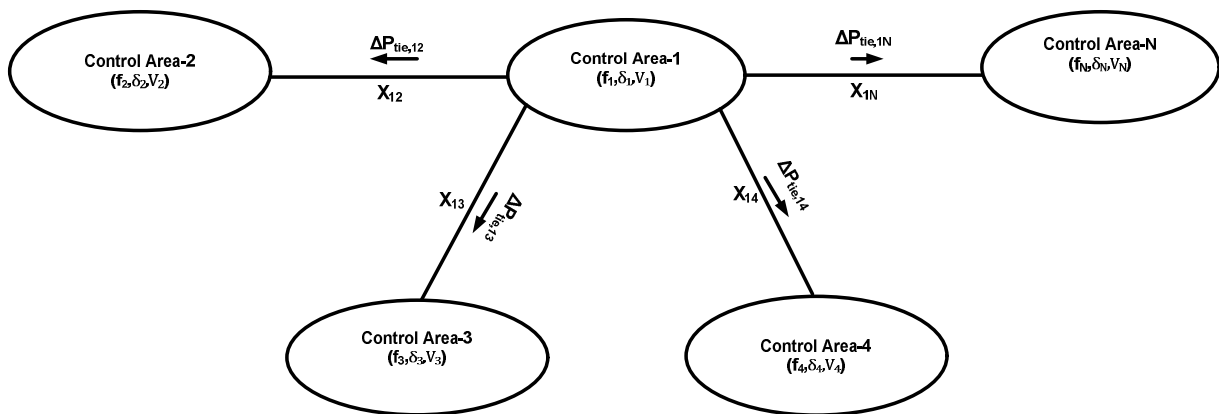 Control Area-2
(f₂,δ₂,V₂)
ΔPtie,12
X₁₂
Control Area-1
(f₁,δ₁,V₁)
ΔPtie,1N
X₁N
Control Area-N
(fN,δN,VN)
X₁₃
ΔPtie,13
X₁₄
ΔPtie,14
Control Area-3
(f₃,δ₃,V₃)
Control Area-4
(f₄,δ₄,V₄)